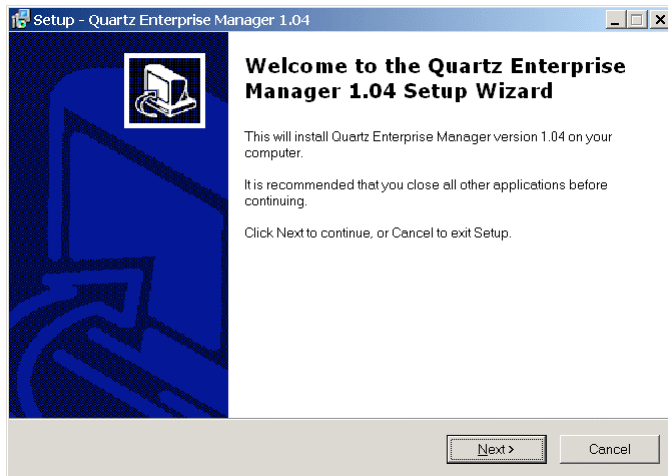 Setup - Quartz Enterprise Manager 1.04
Welcome to the Quartz Enterprise
Manager 1.04 Setup Wizard
This will install Quartz Enterprise Manager version 1.04 on your
computer.
It is recommended that you close all other applications before
continuing.
Click Next to continue, or Cancel to exit Setup.
Next >
Cancel